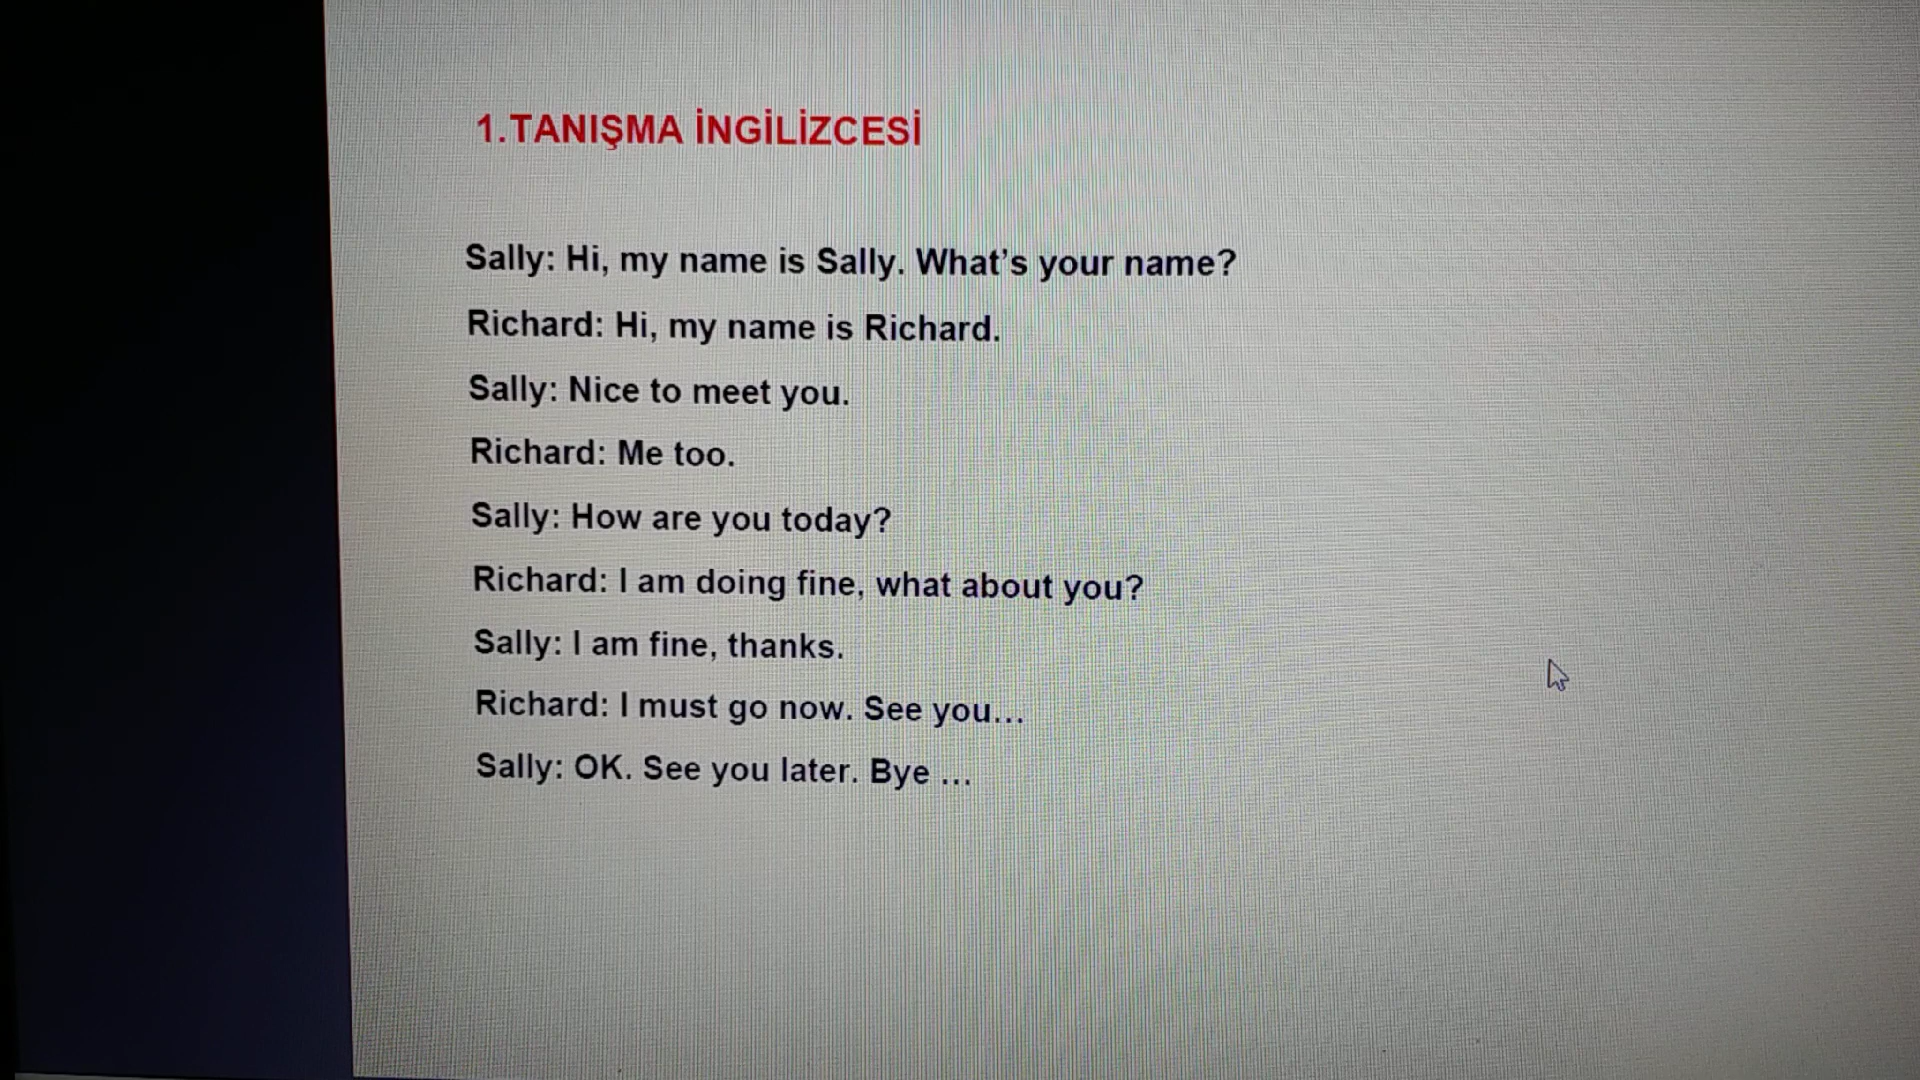 1.TANIŞMA İNGİLİZCESİ
Sally: Hi, my name is Sally. What's your name?
Richard: Hi, my name is Richard.
Sally: Nice to meet you.
Richard: Me too.
Sally: How are you today?
Richard: I am doing fine, what about you?
Sally: I am fine, thanks.
Richard: I must go now. See you...
Sally: OK. See you later. Bye ...